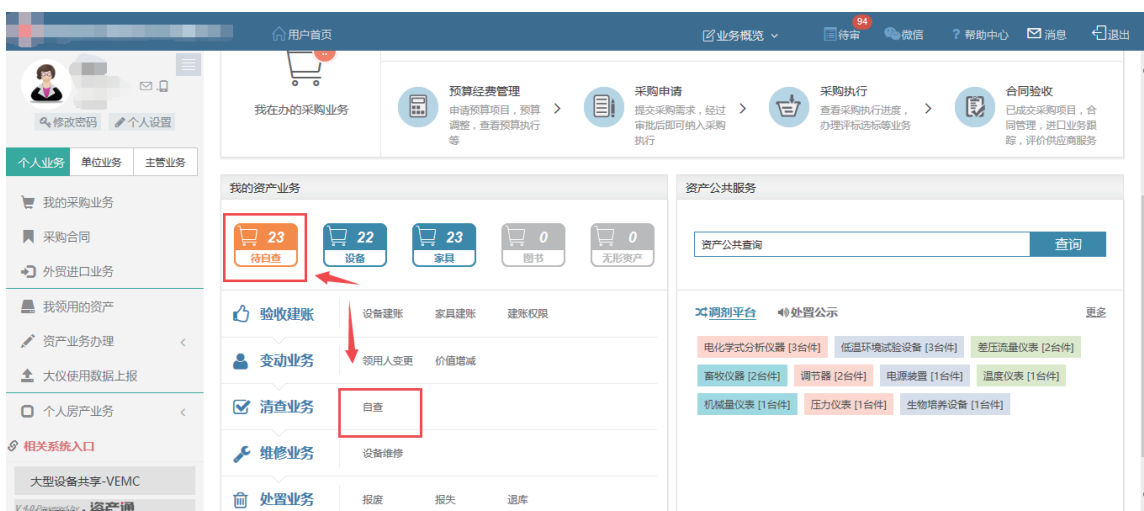 用户首页
业务概览
94
待审
微信
? 帮助中心
消息
退出
修改密码
个人设置
个人业务 单位业务 主管业务
我的采购业务
采购合同
外贸进口业务
我领用的资产
资产业务办理
大仪使用数据上报
个人房产业务
相关系统入口
大型设备共享-VEMC
V 4.0 Powered by 资产通
我在办的采购业务
预算经费管理
申请预算项目，预算
调整，查看预算执行
等
采购申请
提交采购需求，经过
审批后即可纳入采购
执行
采购执行
查看采购执行进度，
办理评标选标等业务
合同验收
已成交采购项目，合
同管理，进口业务跟
踪，评价供应商服务
我的资产业务
23
待自查
22
设备
23
家具
0
图书
0
无形资产
验收建账 设备建账 家具建账 建账权限
变动业务 领用人变更 价值增减
清查业务 自查
维修业务 设备维修
处置业务 报废 报失 退库
资产公共服务
资产公共查询 查询
调剂平台 处置公示 更多
电化学式分析仪器 [3台件] 低温环境试验设备 [3台件] 差压流量仪表 [2台件]
畜牧仪器 [2台件] 调节器 [2台件] 电源装置 [1台件] 温度仪表 [1台件]
机械量仪表 [1台件] 压力仪表 [1台件] 生物培养设备 [1台件]